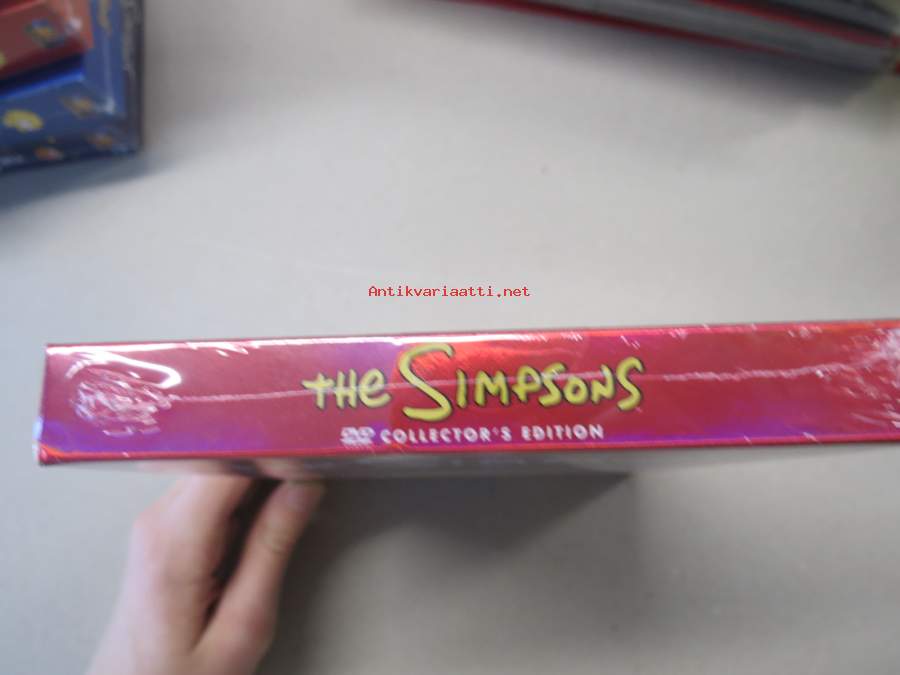 Antikvariaatti.net
THE SIMPSONS
DVD COLLECTOR'S EDITION